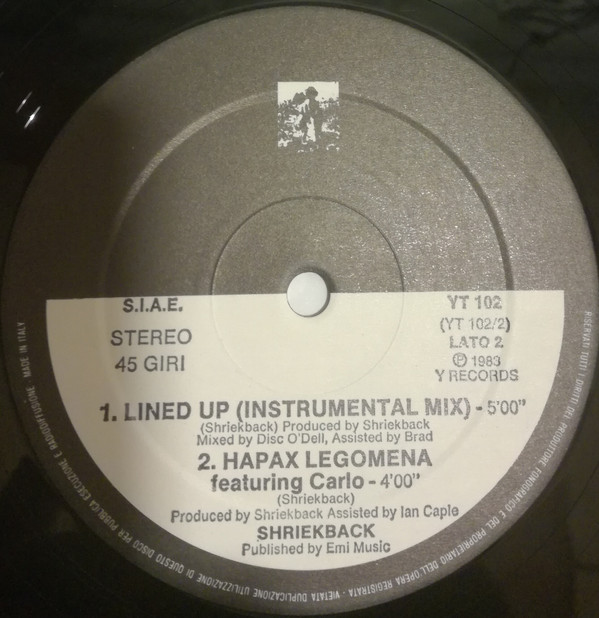 S.I.A.E.
STEREO
45 GIRI
YT 102
(YT 102/2)
LATO 2
℗ 1983
Y RECORDS
1. LINED UP (INSTRUMENTAL MIX) - 5'00"
(Shriekback) Produced by Shriekback
Mixed by Disc O'Dell, Assisted by Brad
2. HAPAX LEGOMENA
featuring Carlo - 4'00"
(Shriekback)
Produced by Shriekback Assisted by Ian Caple
SHRIEKBACK
Published by Emi Music
RISERVATI TUTTI I DIRITTI DEL PRODUTTORE FONOGRAFICO E DEL PROPRIETARIO DELL'OPERA REGISTRATA - VIETATA DUPLICAZIONE ED UTILIZZAZIONE DI QUESTO DISCO PER PUBBLICA ESECUZIONE E RADIODIFFUSIONE - MADE IN ITALY